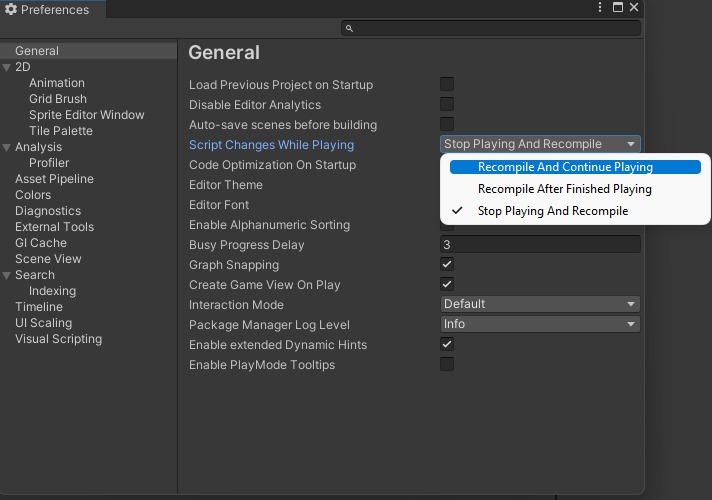 Preferences
General
2D
Animation
Grid Brush
Sprite Editor Window
Tile Palette
Analysis
Profiler
Asset Pipeline
Colors
Diagnostics
External Tools
GI Cache
Scene View
Search
Indexing
Timeline
UI Scaling
Visual Scripting
General
Load Previous Project on Startup
Disable Editor Analytics
Auto-save scenes before building
Script Changes While Playing Stop Playing And Recompile
Recompile And Continue Playing
Recompile After Finished Playing
Stop Playing And Recompile
Code Optimization On Startup
Editor Theme
Editor Font
Enable Alphanumeric Sorting
Busy Progress Delay 3
Graph Snapping
Create Game View On Play
Interaction Mode Default
Package Manager Log Level Info
Enable extended Dynamic Hints
Enable PlayMode Tooltips